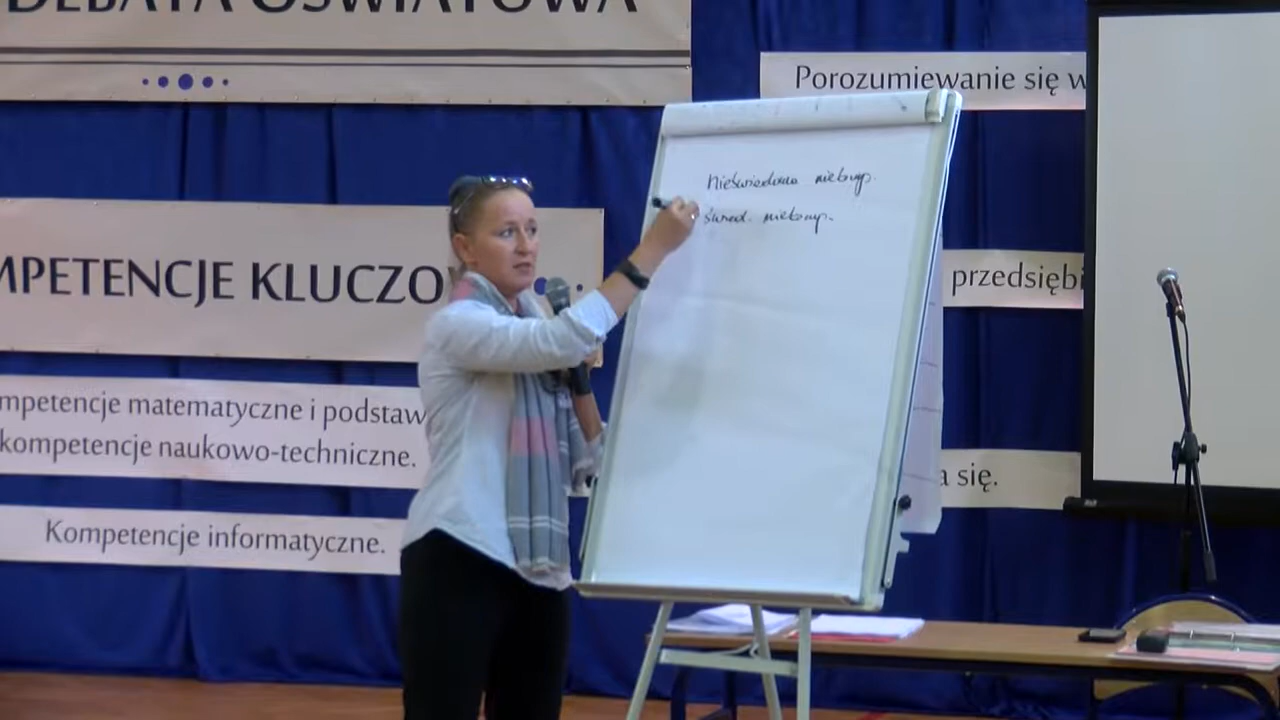 DEBATA OŚWIATOWA
Porozumiewanie się w
Nieświadoma niekomp.
świad. niekomp.
MPETENCJE KLUCZO
przedsiębi
mpetencje matematyczne i podstaw
kompetencje naukowo-techniczne.
a się.
Kompetencje informatyczne.